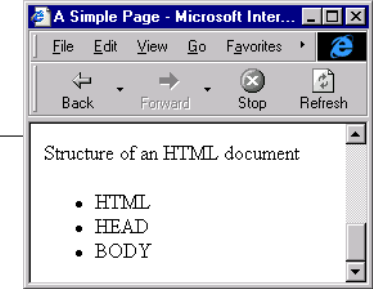 A Simple Page - Microsoft Inter...
File Edit View Go Favorites
Back Forward Stop Refresh
Structure of an HTML document
• HTML
• HEAD
• BODY